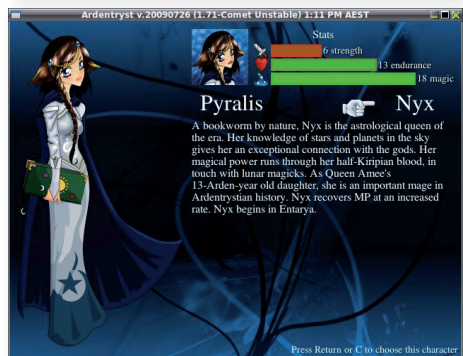 Ardentryst v.20090726 (1.71-Comet Unstable) 1:11 PM AEST
Stats
6 strength
13 endurance
18 magic
Pyralis Nyx
A bookworm by nature, Nyx is the astrological queen of
the era. Her knowledge of stars and planets in the sky
gives her an exceptional connection with the gods. Her
magical power runs through her half-Kiripian blood, in
touch with lunar magicks. As Queen Amee's
13-Arden-year old daughter, she is an important mage in
Ardentrystian history. Nyx recovers MP at an increased
rate. Nyx begins in Entarya.
Press Return or C to choose this character